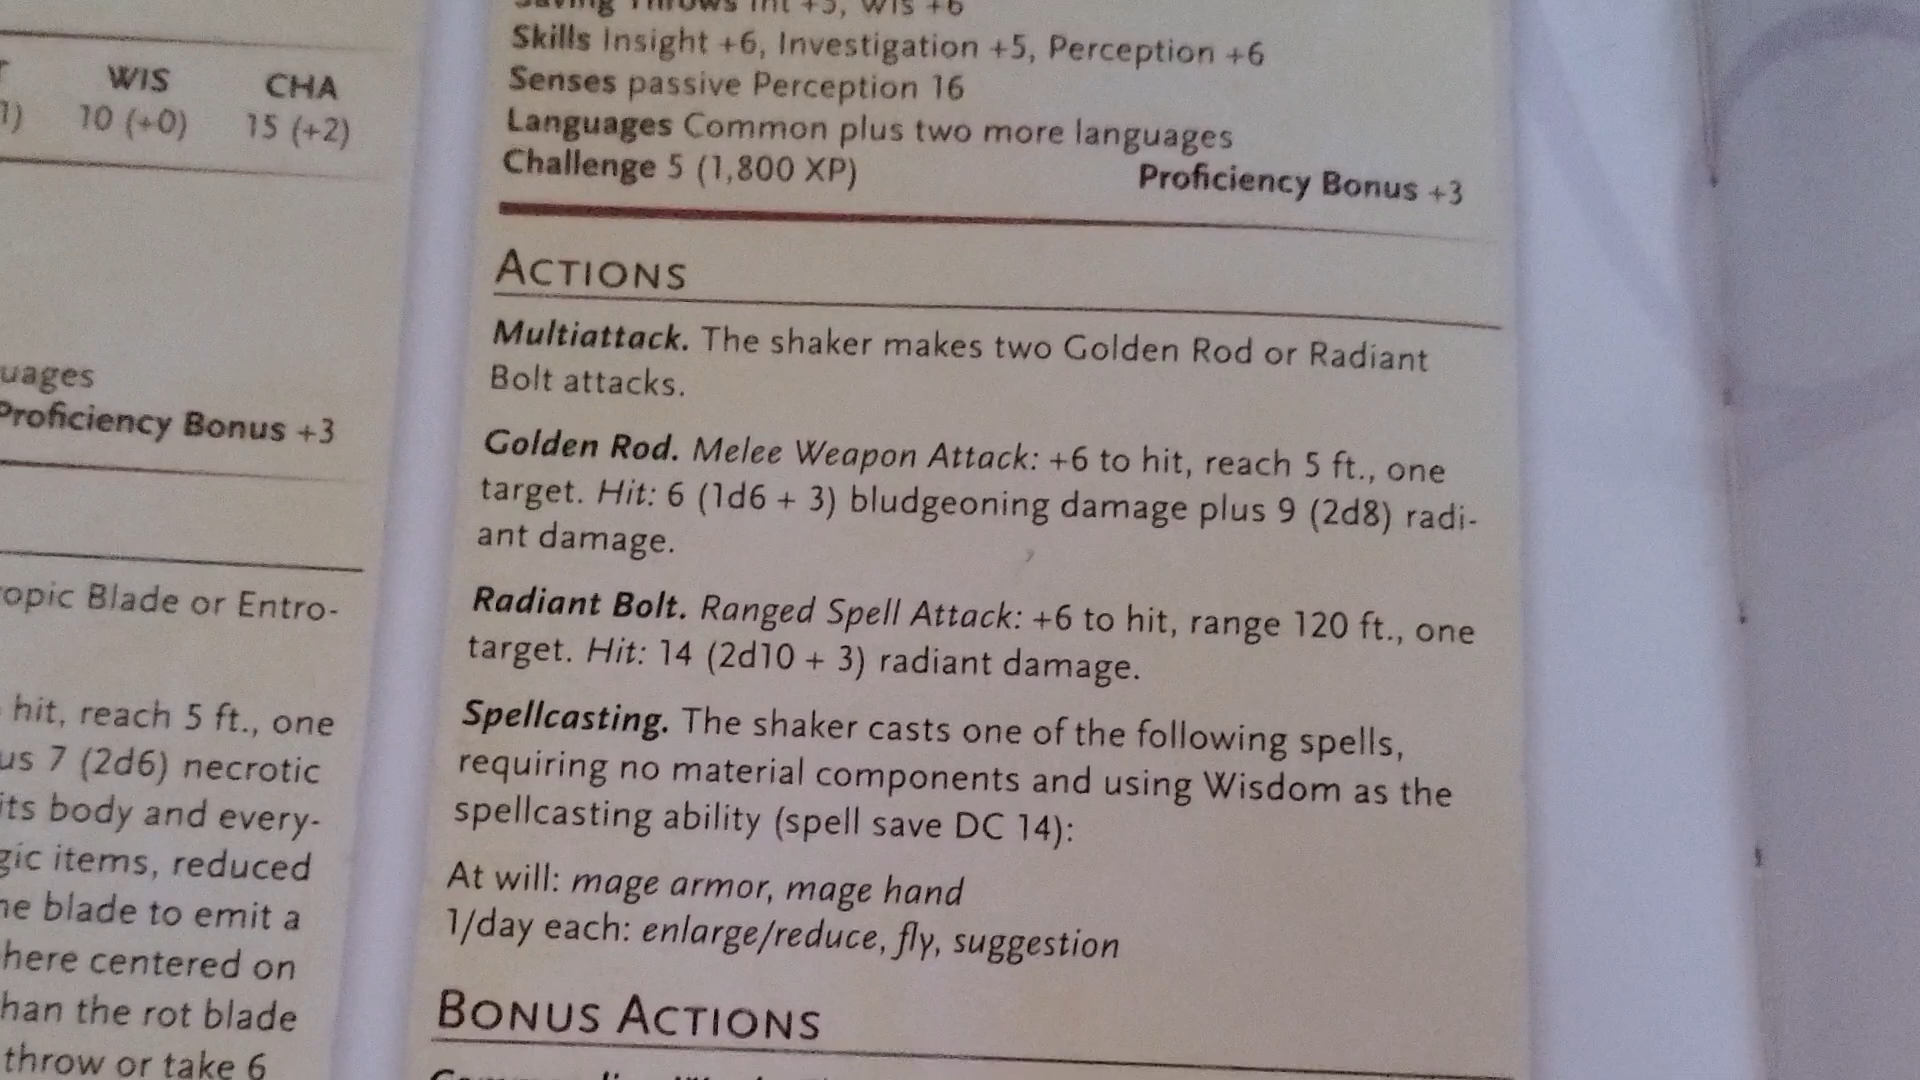 WIS CHA
1) 10 (+0) 15 (+2)
uages
Proficiency Bonus +3
opic Blade or Entro-
hit, reach 5 ft., one
us 7 (2d6) necrotic
its body and every-
gic items, reduced
ne blade to emit a
here centered on
han the rot blade
throw or take 6
Saving Throws Int +5, Wis +6
Skills Insight +6, Investigation +5, Perception +6
Senses passive Perception 16
Languages Common plus two more languages
Challenge 5 (1,800 XP) Proficiency Bonus +3
ACTIONS
Multiattack. The shaker makes two Golden Rod or Radiant
Bolt attacks.
Golden Rod. Melee Weapon Attack: +6 to hit, reach 5 ft., one
target. Hit: 6 (1d6 + 3) bludgeoning damage plus 9 (2d8) radi-
ant damage.
Radiant Bolt. Ranged Spell Attack: +6 to hit, range 120 ft., one
target. Hit: 14 (2d10 + 3) radiant damage.
Spellcasting. The shaker casts one of the following spells,
requiring no material components and using Wisdom as the
spellcasting ability (spell save DC 14):
At will: mage armor, mage hand
1/day each: enlarge/reduce, fly, suggestion
BONUS ACTIONS